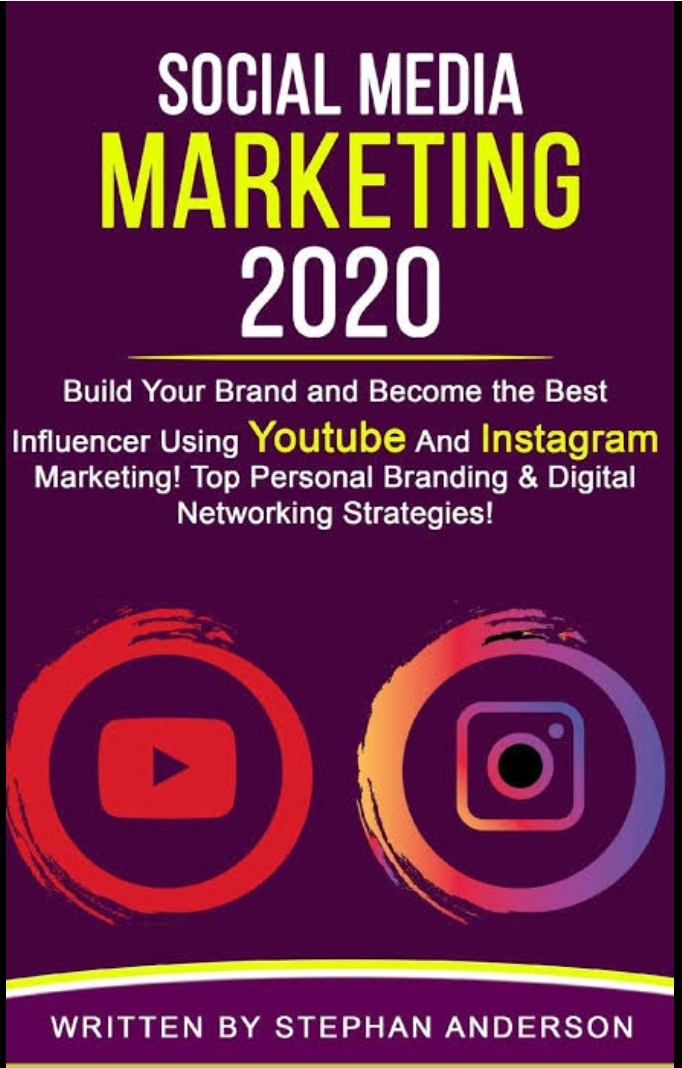 SOCIAL MEDIA
MARKETING
2020
Build Your Brand and Become the Best
Influencer Using Youtube And Instagram
Marketing! Top Personal Branding & Digital
Networking Strategies!
WRITTEN BY STEPHAN ANDERSON